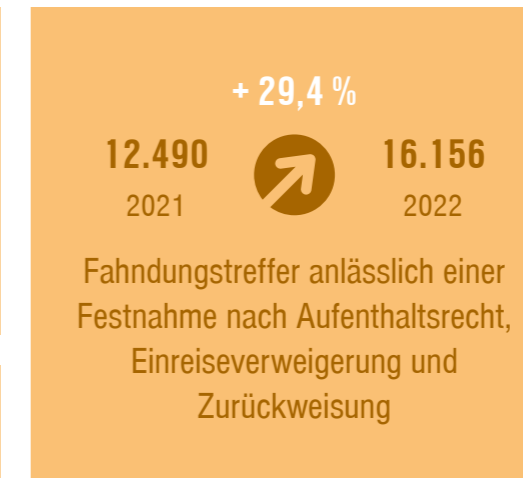 + 29,4 %
12.490 16.156
2021 2022
Fahndungstreffer anlässlich einer
Festnahme nach Aufenthaltsrecht,
Einreiseverweigerung und
Zurückweisung